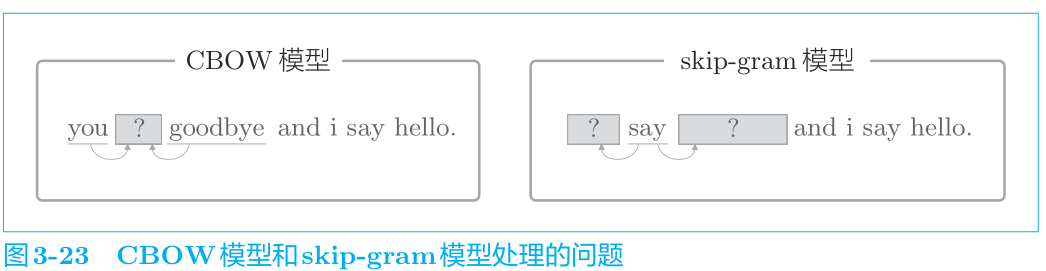 CBOW 模型
you ? goodbye and i say hello.
skip-gram 模型
? say ? and i say hello.
图 3-23 CBOW 模型和 skip-gram 模型处理的问题